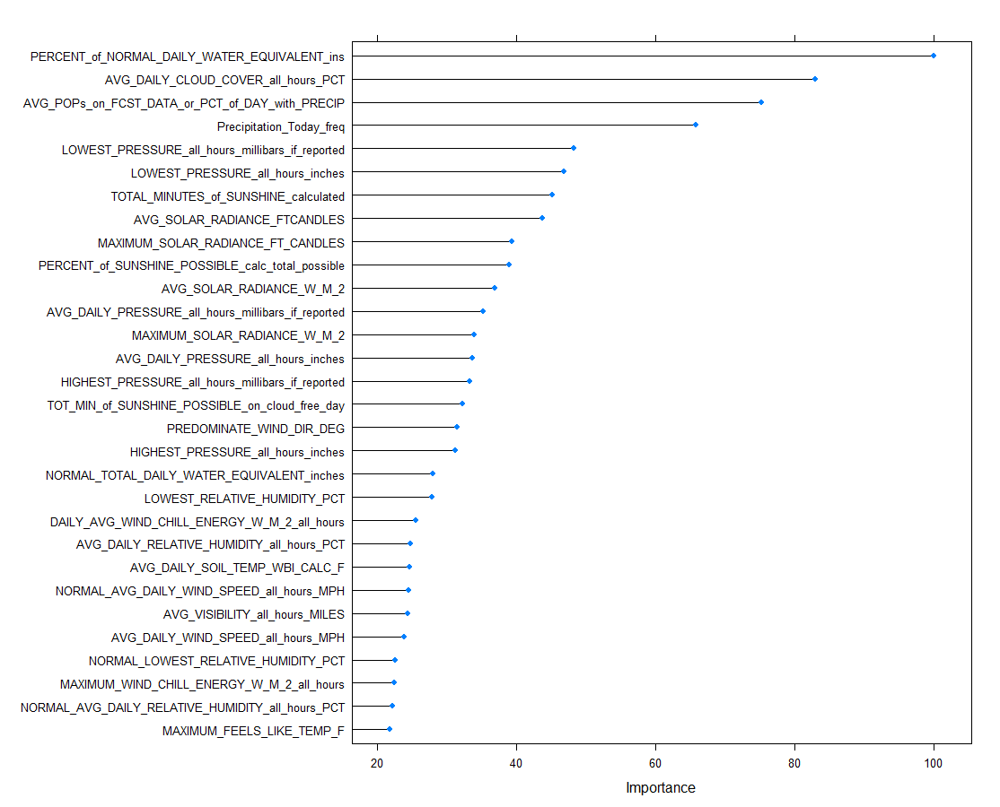 PERCENT_of_NORMAL_DAILY_WATER_EQUIVALENT_ins
AVG_DAILY_CLOUD_COVER_all_hours_PCT
AVG_POPs_on_FCST_DATA_or_PCT_of_DAY_with_PRECIP
Precipitation_Today_freq
LOWEST_PRESSURE_all_hours_millibars_if_reported
LOWEST_PRESSURE_all_hours_inches
TOTAL_MINUTES_of_SUNSHINE_calculated
AVG_SOLAR_RADIANCE_FTCANDLES
MAXIMUM_SOLAR_RADIANCE_FT_CANDLES
PERCENT_of_SUNSHINE_POSSIBLE_calc_total_possible
AVG_SOLAR_RADIANCE_W_M_2
AVG_DAILY_PRESSURE_all_hours_millibars_if_reported
MAXIMUM_SOLAR_RADIANCE_W_M_2
AVG_DAILY_PRESSURE_all_hours_inches
HIGHEST_PRESSURE_all_hours_millibars_if_reported
TOT_MIN_of_SUNSHINE_POSSIBLE_on_cloud_free_day
PREDOMINATE_WIND_DIR_DEG
HIGHEST_PRESSURE_all_hours_inches
NORMAL_TOTAL_DAILY_WATER_EQUIVALENT_inches
LOWEST_RELATIVE_HUMIDITY_PCT
DAILY_AVG_WIND_CHILL_ENERGY_W_M_2_all_hours
AVG_DAILY_RELATIVE_HUMIDITY_all_hours_PCT
AVG_DAILY_SOIL_TEMP_WBI_CALC_F
NORMAL_AVG_DAILY_WIND_SPEED_all_hours_MPH
AVG_VISIBILITY_all_hours_MILES
AVG_DAILY_WIND_SPEED_all_hours_MPH
NORMAL_LOWEST_RELATIVE_HUMIDITY_PCT
MAXIMUM_WIND_CHILL_ENERGY_W_M_2_all_hours
NORMAL_AVG_DAILY_RELATIVE_HUMIDITY_all_hours_PCT
MAXIMUM_FEELS_LIKE_TEMP_F
20 40 60 80 100
Importance